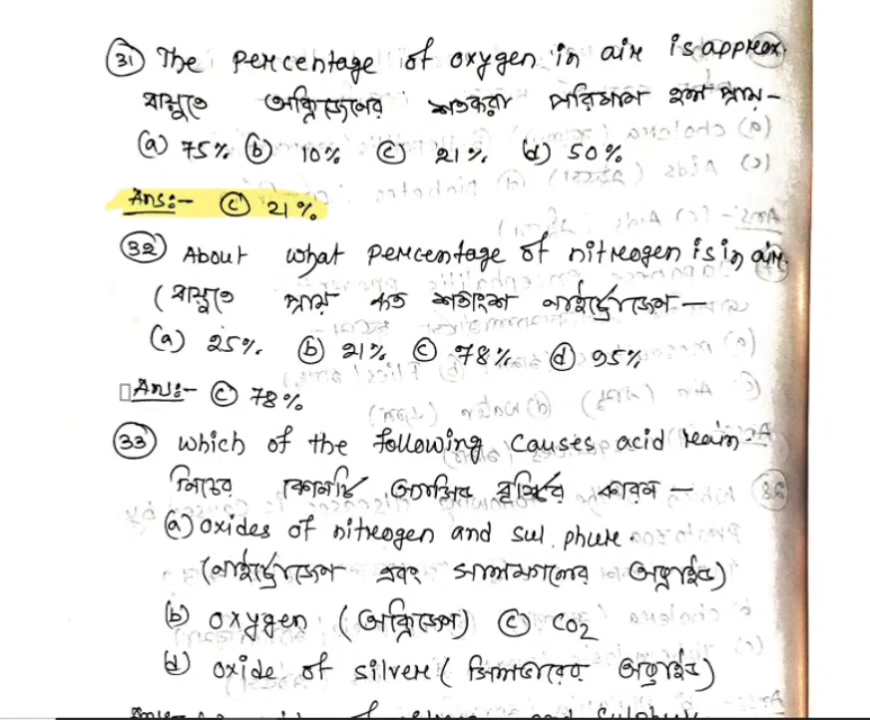 (31) The percentage of oxygen in air is approx.
বায়ুতে অক্সিজেনের শতকরা পরিমাণ হল প্রায় –
(a) 75% (b) 10% (c) 21% (d) 50%
Ans:- (c) 21%
(32) About what percentage of nitrogen is in air.
(বায়ুতে প্রায় কত শতাংশ নাইট্রোজেন —
(a) 25%. (b) 21% (c) 78% (d) 95%
Ans:- (c) 78%
(33) which of the following causes acid rain -
নিচের কোনটি অ্যাসিড বৃষ্টির কারন —
(a) oxides of nitrogen and sul. phure.
(নাইট্রোজেন এবং সালফালের অক্সাইড)
(b) oxygen (অক্সিজেন) (c) CO2
(d) oxide of silver (সিলভারের অক্সাইড)